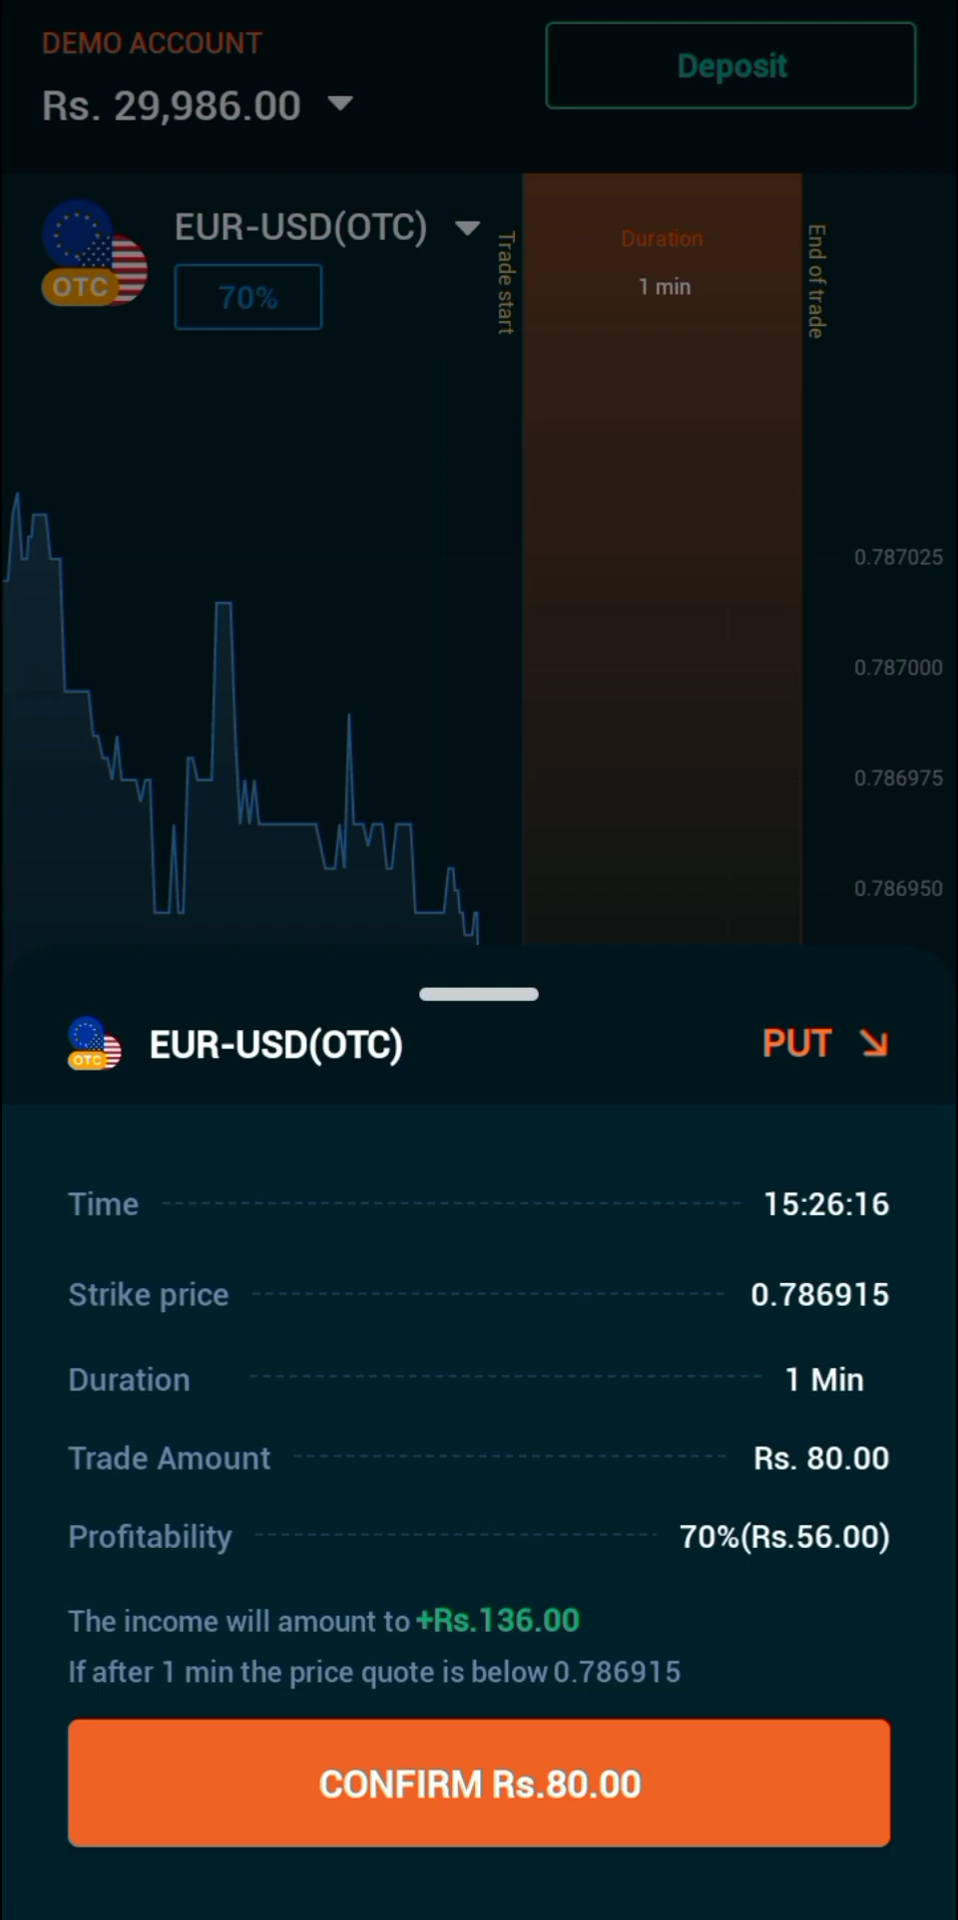 DEMO ACCOUNT
Rs. 29,986.00
Deposit
EUR-USD(OTC)
OTC
70%
Trade start
Duration
1 min
End of trade
0.787025
0.787000
0.786975
0.786950
OTC
EUR-USD(OTC)
PUT
Time 15:26:16
Strike price 0.786915
Duration 1 Min
Trade Amount Rs. 80.00
Profitability 70%(Rs.56.00)
The income will amount to +Rs.136.00
If after 1 min the price quote is below 0.786915
CONFIRM Rs.80.00